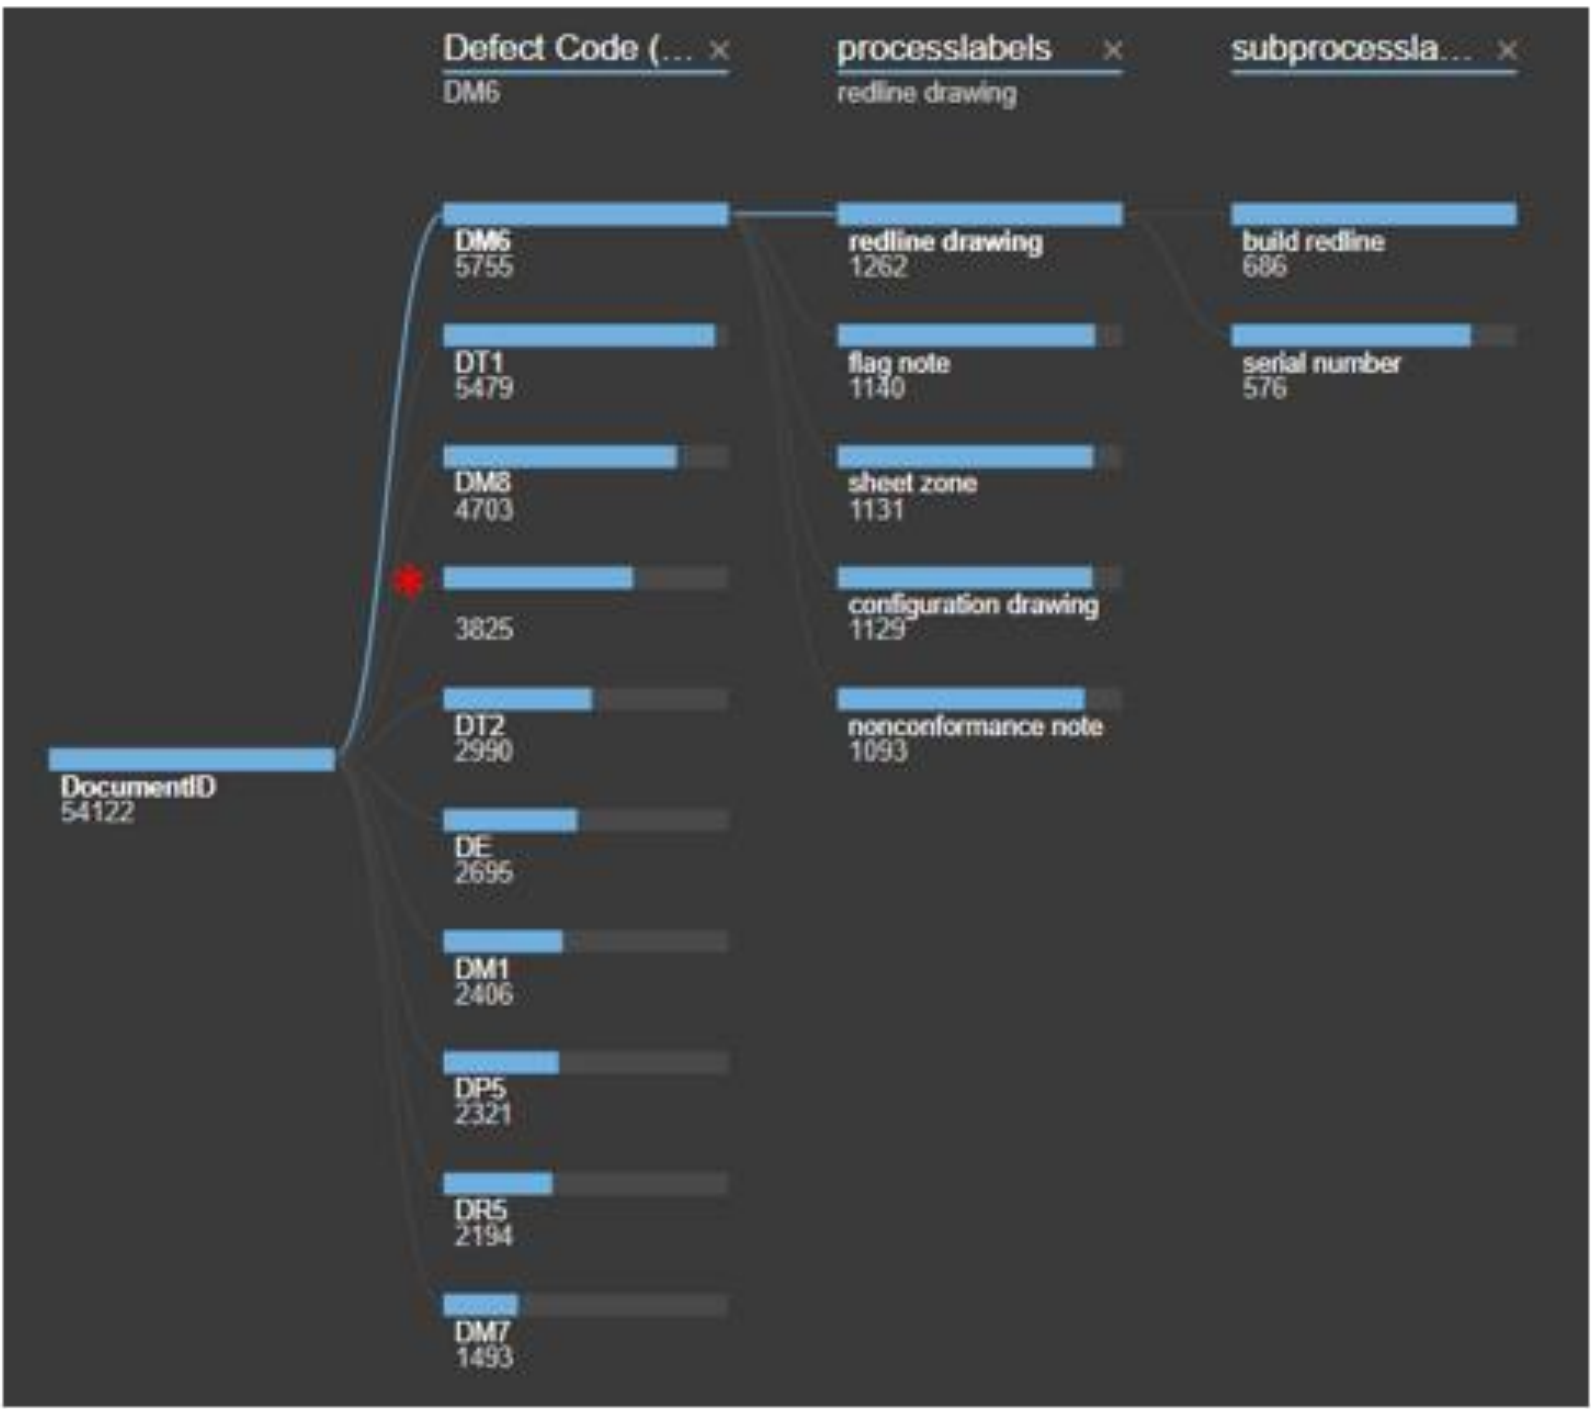 Defect Code (... ×
DM6
processlabels ×
redline drawing
subprocessla... ×
DocumentID
54122
DM6
5755
DT1
5479
DM8
4703
3825
DT2
2990
DE
2695
DM1
2406
DP5
2321
DR5
2194
DM7
1493
redline drawing
1262
flag note
1140
sheet zone
1131
configuration drawing
1129
nonconformance note
1093
build redline
686
serial number
576